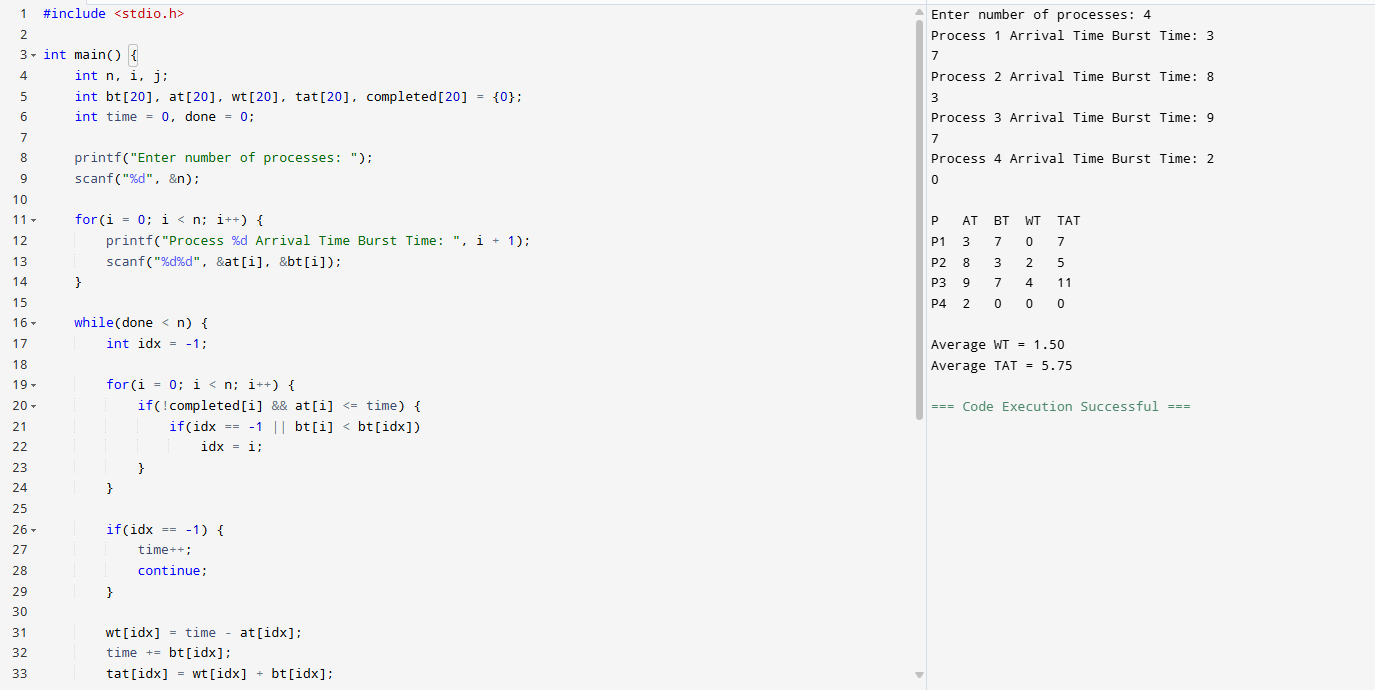 1 #include <stdio.h>
2
3 int main() {
4     int n, i, j;
5     int bt[20], at[20], wt[20], tat[20], completed[20] = {0};
6     int time = 0, done = 0;
7
8     printf("Enter number of processes: ");
9     scanf("%d", &n);
10
11     for(i = 0; i < n; i++) {
12         printf("Process %d Arrival Time Burst Time: ", i + 1);
13         scanf("%d%d", &at[i], &bt[i]);
14     }
15
16     while(done < n) {
17         int idx = -1;
18
19         for(i = 0; i < n; i++) {
20             if(!completed[i] && at[i] <= time) {
21                 if(idx == -1 || bt[i] < bt[idx])
22                     idx = i;
23             }
24         }
25
26         if(idx == -1) {
27             time++;
28             continue;
29         }
30
31         wt[idx] = time - at[idx];
32         time += bt[idx];
33         tat[idx] = wt[idx] + bt[idx];
Enter number of processes: 4
Process 1 Arrival Time Burst Time: 3
7
Process 2 Arrival Time Burst Time: 8
3
Process 3 Arrival Time Burst Time: 9
7
Process 4 Arrival Time Burst Time: 2
0

P   AT  BT  WT  TAT
P1  3   7   0   7
P2  8   3   2   5
P3  9   7   4   11
P4  2   0   0   0

Average WT = 1.50
Average TAT = 5.75

=== Code Execution Successful ===